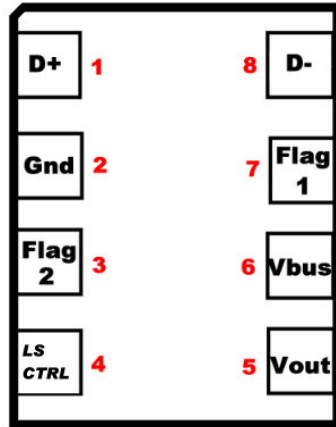 D+ 1 8 D-
Gnd 2 7 Flag 1
Flag 2 3 6 Vbus
LS CTRL 4 5 Vout